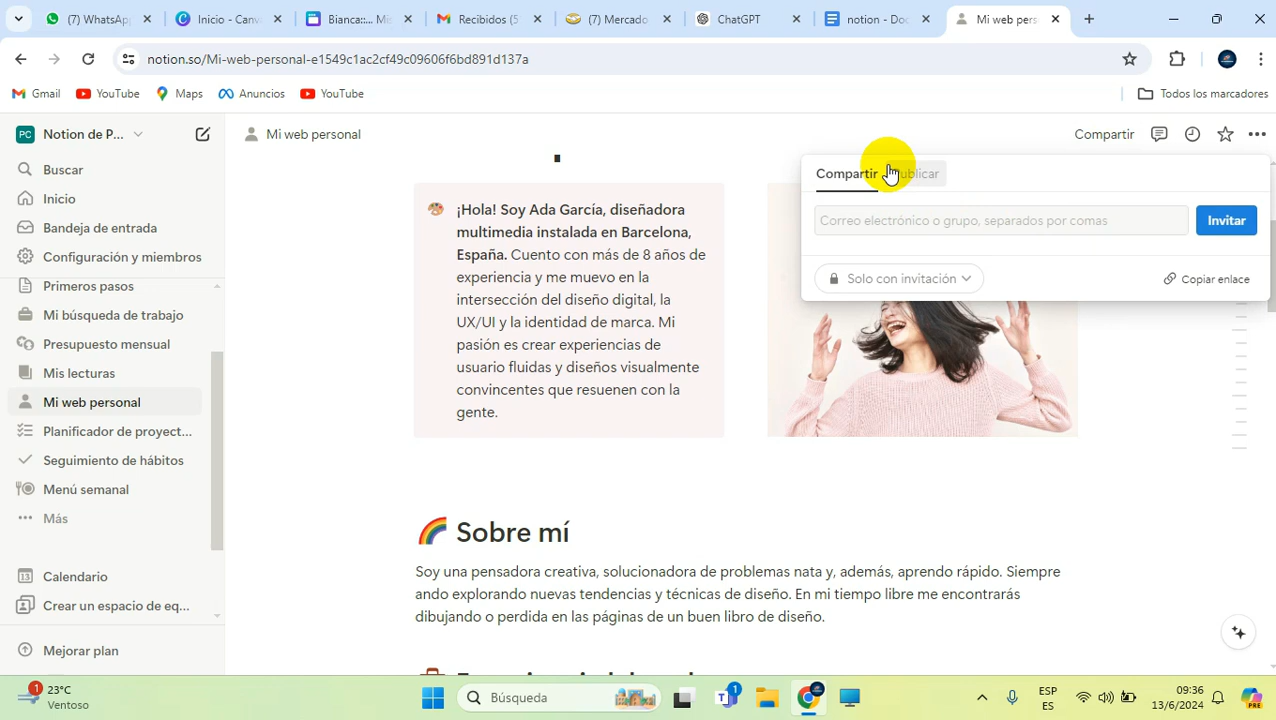 (7) WhatsApp
Inicio - Canva
Bianca::.. Mi
Recibidos (5
(7) Mercado
ChatGPT
notion - Doc
Mi web pers
notion.so/Mi-web-personal-e1549c1ac2cf49c09606f6bd891d137a
Gmail
YouTube
Maps
Anuncios
YouTube
Todos los marcadores
PC Notion de P...
Mi web personal
Compartir
Buscar
Inicio
Bandeja de entrada
Configuración y miembros
Primeros pasos
Mi búsqueda de trabajo
Presupuesto mensual
Mis lecturas
Mi web personal
Planificador de proyect...
Seguimiento de hábitos
Menú semanal
Más
Calendario
Crear un espacio de eq...
Mejorar plan
Compartir
Publicar
Correo electrónico o grupo, separados por comas
Invitar
Solo con invitación
Copiar enlace
¡Hola! Soy Ada García, diseñadora
multimedia instalada en Barcelona,
España. Cuento con más de 8 años de
experiencia y me muevo en la
intersección del diseño digital, la
UX/UI y la identidad de marca. Mi
pasión es crear experiencias de
usuario fluidas y diseños visualmente
convincentes que resuenen con la
gente.
Sobre mí
Soy una pensadora creativa, solucionadora de problemas nata y, además, aprendo rápido. Siempre
ando explorando nuevas tendencias y técnicas de diseño. En mi tiempo libre me encontrarás
dibujando o perdida en las páginas de un buen libro de diseño.
1
23°C
Ventoso
Búsqueda
1
ESP
ES
09:36
13/6/2024
PRE